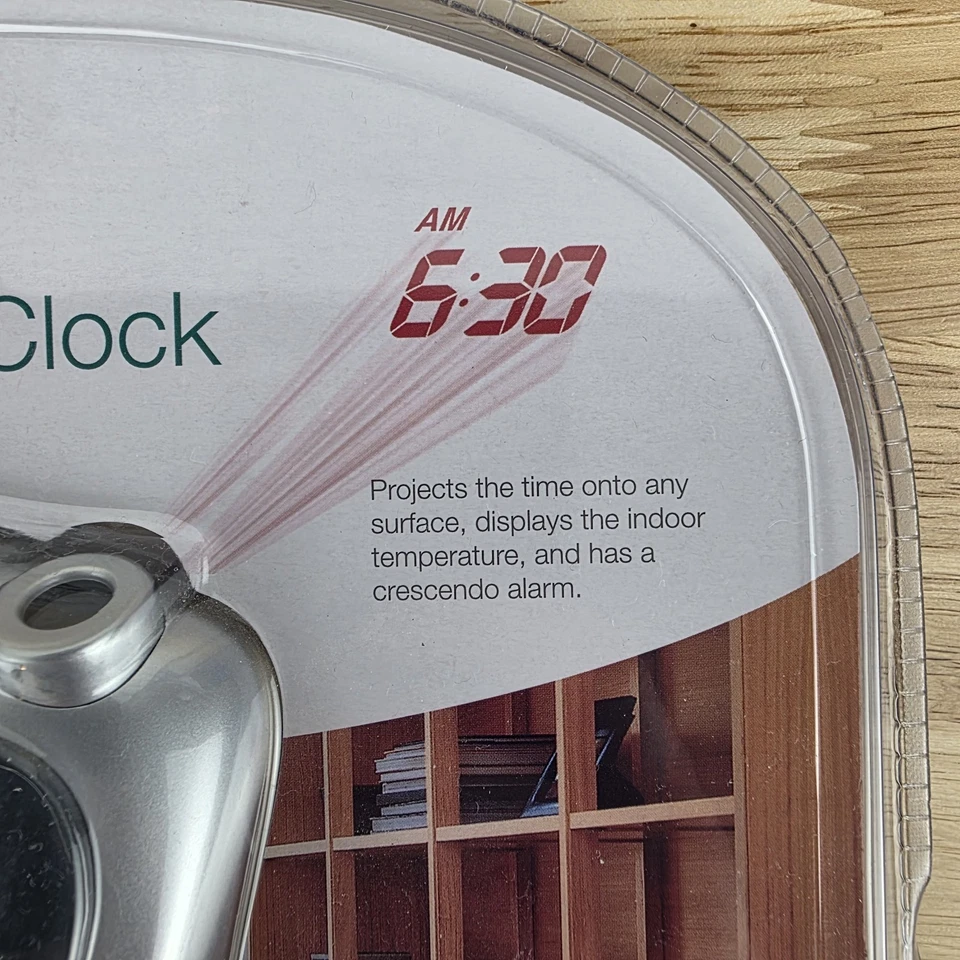 AM
6:30
Clock
Projects the time onto any
surface, displays the indoor
temperature, and has a
crescendo alarm.